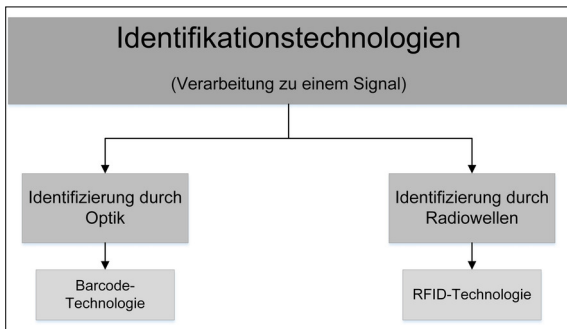 Identifikationstechnologien
(Verarbeitung zu einem Signal)
Identifizierung durch
Optik
Identifizierung durch
Radiowellen
Barcode-
Technologie
RFID-Technologie